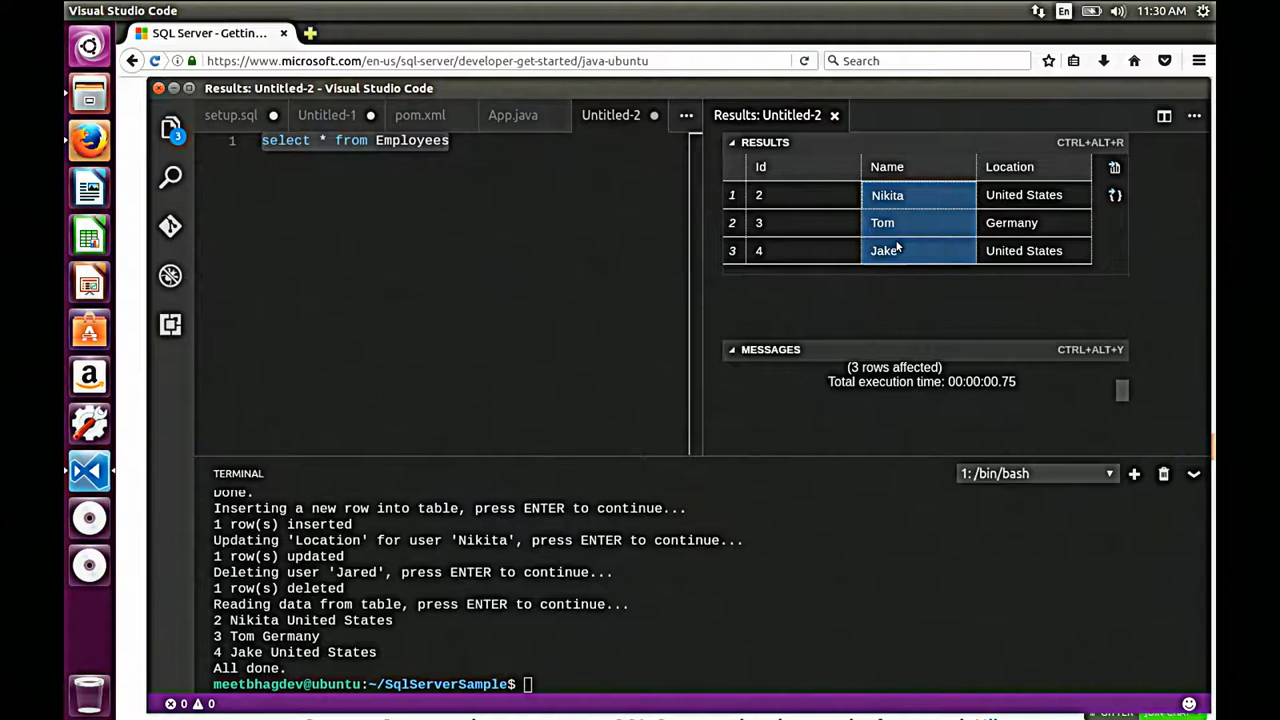 Visual Studio Code
En
11:30 AM
SQL Server - Gettin...
https://www.microsoft.com/en-us/sql-server/developer-get-started/java-ubuntu
Search
Results: Untitled-2 - Visual Studio Code
setup.sql
Untitled-1
pom.xml
App.java
Untitled-2
Results: Untitled-2
3
1 select * from Employees
RESULTS CTRL+ALT+R
Id Name Location
1 2 Nikita United States
2 3 Tom Germany
3 4 Jake United States
MESSAGES CTRL+ALT+Y
(3 rows affected)
Total execution time: 00:00:00.75
TERMINAL
1: /bin/bash
Done.
Inserting a new row into table, press ENTER to continue...
1 row(s) inserted
Updating 'Location' for user 'Nikita', press ENTER to continue...
1 row(s) updated
Deleting user 'Jared', press ENTER to continue...
1 row(s) deleted
Reading data from table, press ENTER to continue...
2 Nikita United States
3 Tom Germany
4 Jake United States
All done.
meetbhagdev@ubuntu:~/SqlServerSample$
0 0